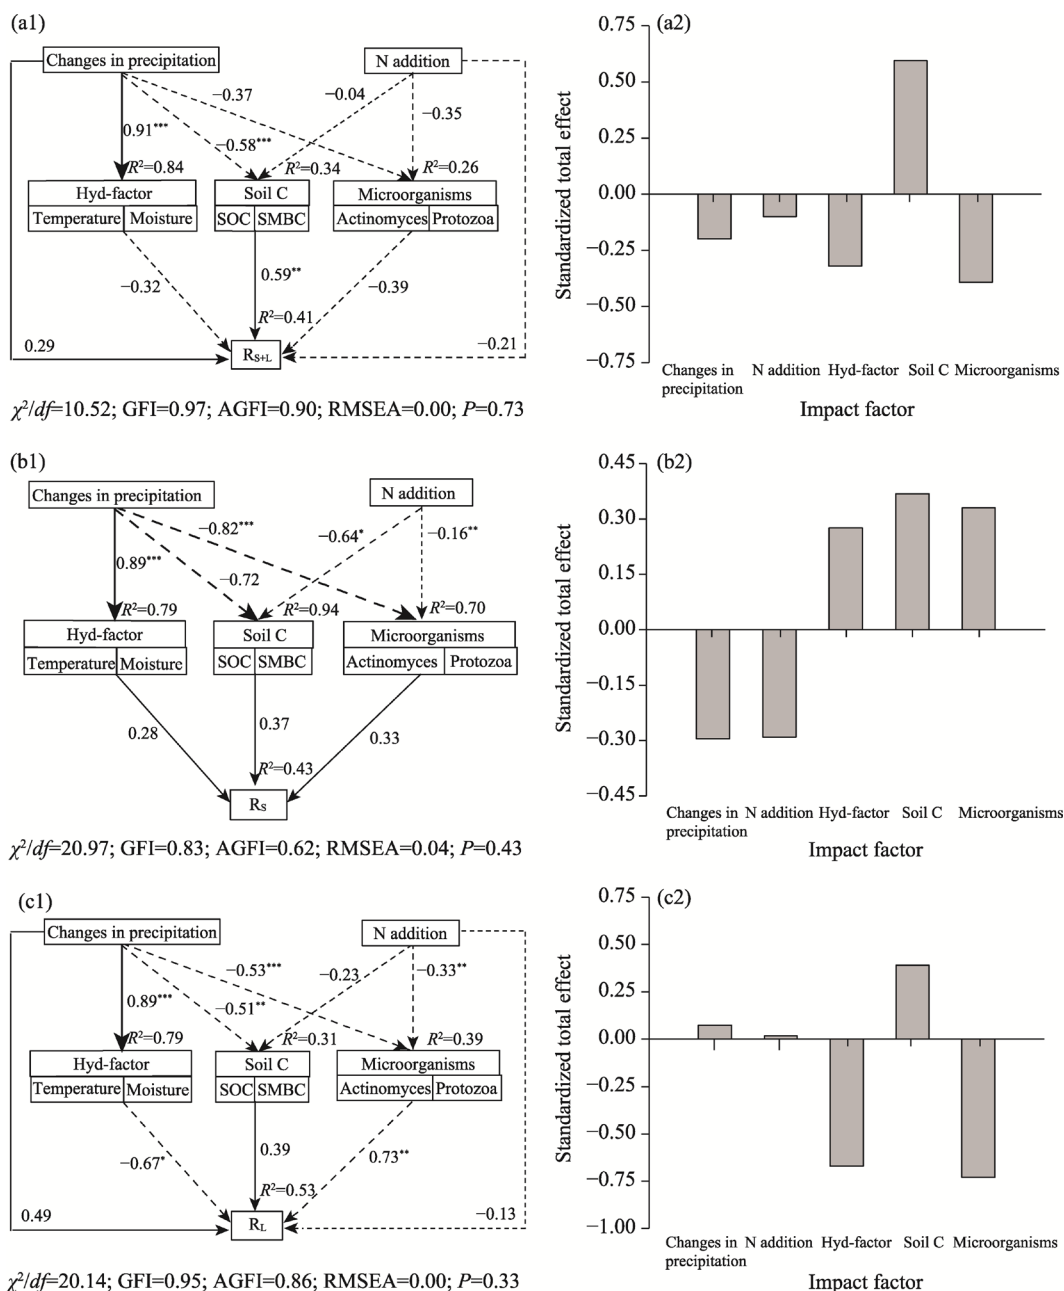 (a1)
Changes in precipitation
N addition
−0.37
−0.04
0.91***
−0.58***
−0.35
R²=0.84
R²=0.34
R²=0.26
Hyd-factor
Soil C
Microorganisms
Temperature
Moisture
SOC
SMBC
Actinomyces
Protozoa
−0.32
0.59**
−0.39
R²=0.41
0.29
R_{S+L}
−0.21
χ²/df=10.52; GFI=0.97; AGFI=0.90; RMSEA=0.00; P=0.73
(a2)
Standardized total effect
0.75
0.50
0.25
0.00
−0.25
−0.50
−0.75
Changes in
precipitation
N addition
Hyd-factor
Soil C
Microorganisms
Impact factor
(b1)
Changes in precipitation
N addition
−0.82***
−0.64*
−0.16**
0.89***
−0.72
R²=0.79
R²=0.94
R²=0.70
Hyd-factor
Soil C
Microorganisms
Temperature
Moisture
SOC
SMBC
Actinomyces
Protozoa
0.28
0.37
0.33
R²=0.43
R_S
χ²/df=20.97; GFI=0.83; AGFI=0.62; RMSEA=0.04; P=0.43
(b2)
Standardized total effect
0.45
0.30
0.15
0.00
−0.15
−0.30
−0.45
Changes in
precipitation
N addition
Hyd-factor
Soil C
Microorganisms
Impact factor
(c1)
Changes in precipitation
N addition
−0.53***
−0.23
−0.33**
0.89***
−0.51**
R²=0.79
R²=0.31
R²=0.39
Hyd-factor
Soil C
Microorganisms
Temperature
Moisture
SOC
SMBC
Actinomyces
Protozoa
−0.67*
0.39
0.73**
R²=0.53
0.49
R_L
−0.13
χ²/df=20.14; GFI=0.95; AGFI=0.86; RMSEA=0.00; P=0.33
(c2)
Standardized total effect
0.75
0.50
0.25
0.00
−0.25
−0.50
−0.75
−1.00
Changes in
precipitation
N addition
Hyd-factor
Soil C
Microorganisms
Impact factor